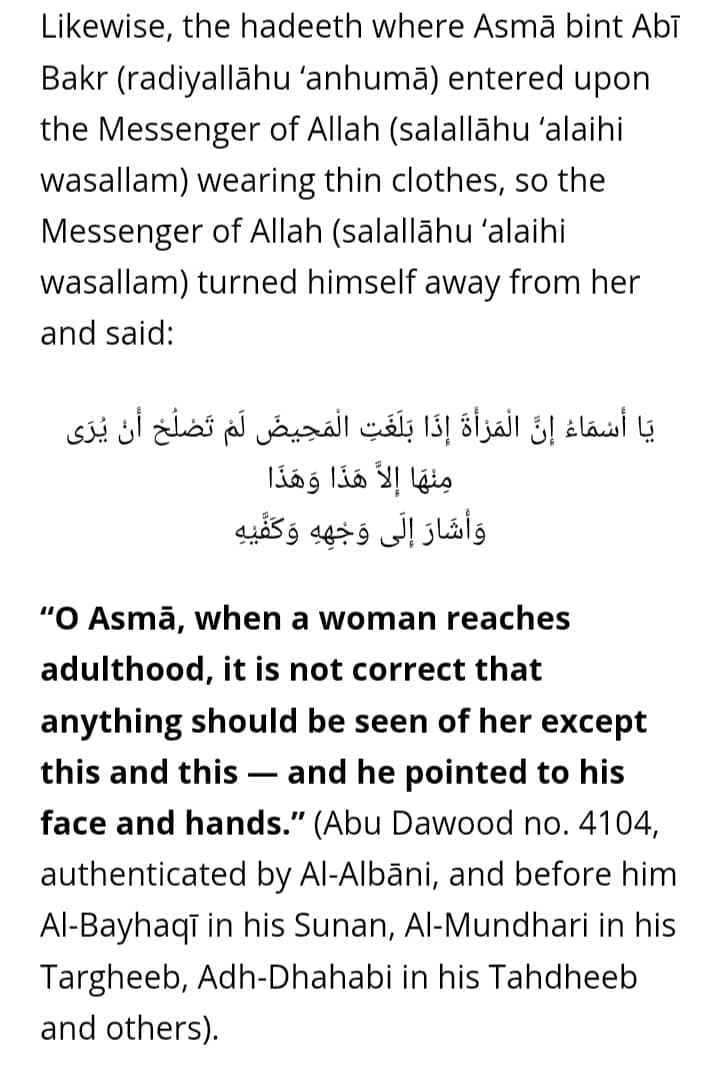 Likewise, the hadeeth where Asmā bint Abī
Bakr (radiyallāhu ‘anhumā) entered upon
the Messenger of Allah (salallāhu ‘alaihi
wasallam) wearing thin clothes, so the
Messenger of Allah (salallāhu ‘alaihi
wasallam) turned himself away from her
and said:
يَا أَسْمَاءُ إِنَّ الْمَرْأَةَ إِذَا بَلَغَتِ الْمَحِيضَ لَمْ تَصْلُحْ أَنْ يُرَى
مِنْهَا إِلاَّ هَذَا وَهَذَا
وَأَشَارَ إِلَى وَجْهِهِ وَكَفَّيْهِ
“O Asmā, when a woman reaches
adulthood, it is not correct that
anything should be seen of her except
this and this — and he pointed to his
face and hands.” (Abu Dawood no. 4104,
authenticated by Al-Albāni, and before him
Al-Bayhaqī in his Sunan, Al-Mundhari in his
Targheeb, Adh-Dhahabi in his Tahdheeb
and others).